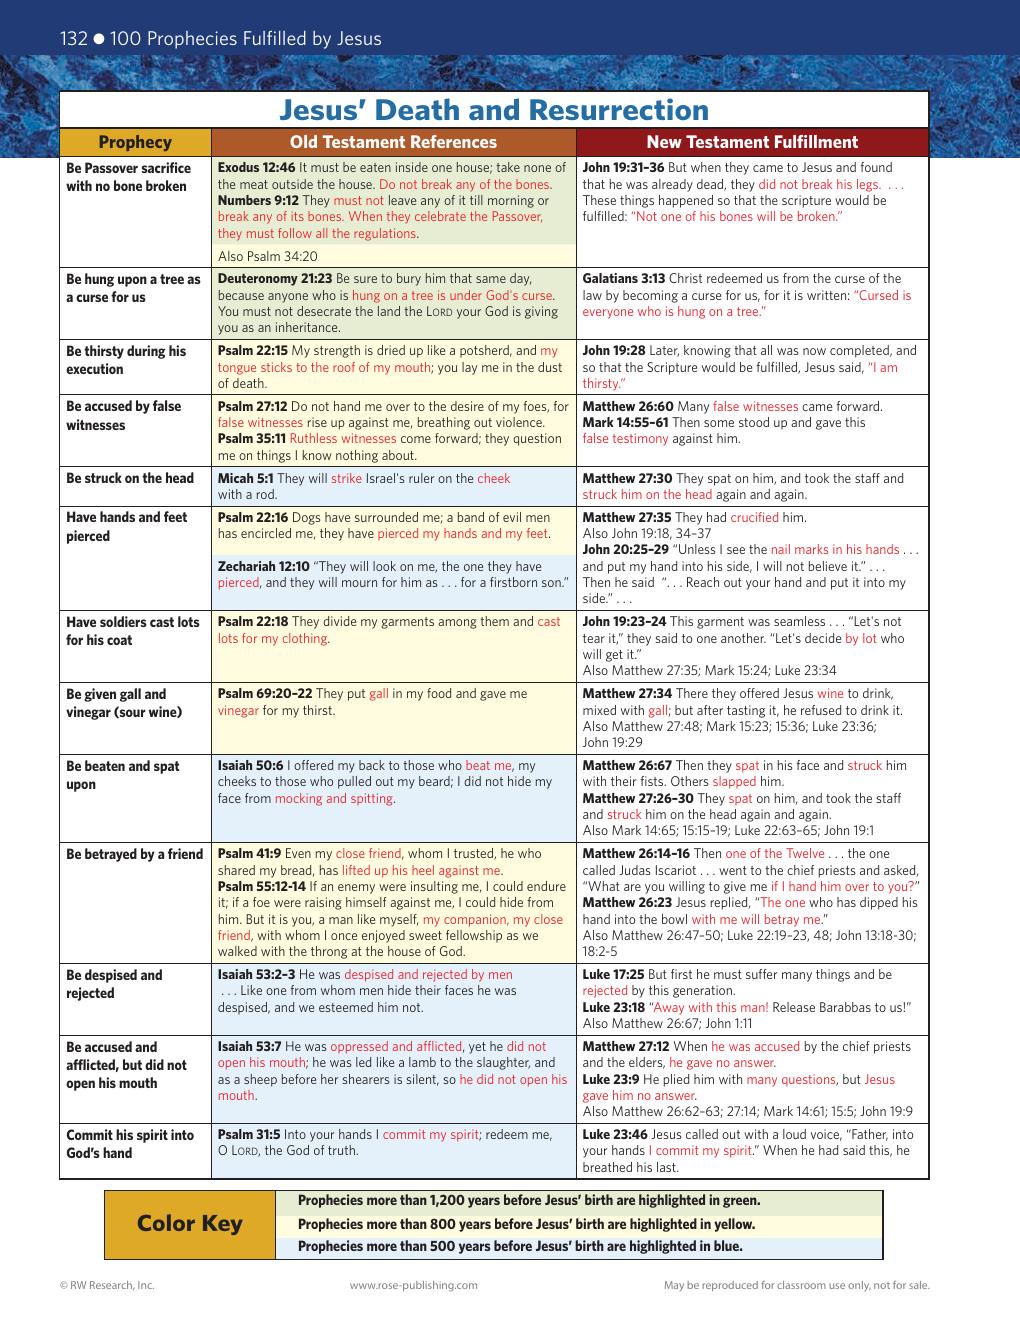 132 ● 100 Prophecies Fulfilled by Jesus
Jesus’ Death and Resurrection
Prophecy
Old Testament References
New Testament Fulfillment
Be Passover sacrifice
with no bone broken
Exodus 12:46 It must be eaten inside one house; take none of
the meat outside the house. Do not break any of the bones.
Numbers 9:12 They must not leave any of it till morning or
break any of its bones. When they celebrate the Passover,
they must follow all the regulations.
Also Psalm 34:20
John 19:31–36 But when they came to Jesus and found
that he was already dead, they did not break his legs. . . .
These things happened so that the scripture would be
fulfilled: “Not one of his bones will be broken.”
Be hung upon a tree as
a curse for us
Deuteronomy 21:23 Be sure to bury him that same day,
because anyone who is hung on a tree is under God's curse.
You must not desecrate the land the LORD your God is giving
you as an inheritance.
Galatians 3:13 Christ redeemed us from the curse of the
law by becoming a curse for us, for it is written: “Cursed is
everyone who is hung on a tree.”
Be thirsty during his
execution
Psalm 22:15 My strength is dried up like a potsherd, and my
tongue sticks to the roof of my mouth; you lay me in the dust
of death.
John 19:28 Later, knowing that all was now completed, and
so that the Scripture would be fulfilled, Jesus said, “I am
thirsty.”
Be accused by false
witnesses
Psalm 27:12 Do not hand me over to the desire of my foes, for
false witnesses rise up against me, breathing out violence.
Psalm 35:11 Ruthless witnesses come forward; they question
me on things I know nothing about.
Matthew 26:60 Many false witnesses came forward.
Mark 14:55–61 Then some stood up and gave this
false testimony against him.
Be struck on the head
Micah 5:1 They will strike Israel's ruler on the cheek
with a rod.
Matthew 27:30 They spat on him, and took the staff and
struck him on the head again and again.
Have hands and feet
pierced
Psalm 22:16 Dogs have surrounded me; a band of evil men
has encircled me, they have pierced my hands and my feet.
Zechariah 12:10 “They will look on me, the one they have
pierced, and they will mourn for him as . . . for a firstborn son.”
Matthew 27:35 They had crucified him.
Also John 19:18, 34–37
John 20:25–29 “Unless I see the nail marks in his hands . . .
and put my hand into his side, I will not believe it.” . . .
Then he said “. . . Reach out your hand and put it into my
side.” . . .
Have soldiers cast lots
for his coat
Psalm 22:18 They divide my garments among them and cast
lots for my clothing.
John 19:23–24 This garment was seamless . . . “Let's not
tear it,” they said to one another. “Let's decide by lot who
will get it.”
Also Matthew 27:35; Mark 15:24; Luke 23:34
Be given gall and
vinegar (sour wine)
Psalm 69:20–22 They put gall in my food and gave me
vinegar for my thirst.
Matthew 27:34 There they offered Jesus wine to drink,
mixed with gall; but after tasting it, he refused to drink it.
Also Matthew 27:48; Mark 15:23; 15:36; Luke 23:36;
John 19:29
Be beaten and spat
upon
Isaiah 50:6 I offered my back to those who beat me, my
cheeks to those who pulled out my beard; I did not hide my
face from mocking and spitting.
Matthew 26:67 Then they spat in his face and struck him
with their fists. Others slapped him.
Matthew 27:26–30 They spat on him, and took the staff
and struck him on the head again and again.
Also Mark 14:65; 15:15–19; Luke 22:63–65; John 19:1
Be betrayed by a friend
Psalm 41:9 Even my close friend, whom I trusted, he who
shared my bread, has lifted up his heel against me.
Psalm 55:12-14 If an enemy were insulting me, I could endure
it; if a foe were raising himself against me, I could hide from
him. But it is you, a man like myself, my companion, my close
friend, with whom I once enjoyed sweet fellowship as we
walked with the throng at the house of God.
Matthew 26:14–16 Then one of the Twelve . . . the one
called Judas Iscariot . . . went to the chief priests and asked,
“What are you willing to give me if I hand him over to you?”
Matthew 26:23 Jesus replied, “The one who has dipped his
hand into the bowl with me will betray me.”
Also Matthew 26:47–50; Luke 22:19–23, 48; John 13:18-30;
18:2-5
Be despised and
rejected
Isaiah 53:2–3 He was despised and rejected by men
. . . Like one from whom men hide their faces he was
despised, and we esteemed him not.
Luke 17:25 But first he must suffer many things and be
rejected by this generation.
Luke 23:18 “Away with this man! Release Barabbas to us!”
Also Matthew 26:67; John 1:11
Be accused and
afflicted, but did not
open his mouth
Isaiah 53:7 He was oppressed and afflicted, yet he did not
open his mouth; he was led like a lamb to the slaughter, and
as a sheep before her shearers is silent, so he did not open his
mouth.
Matthew 27:12 When he was accused by the chief priests
and the elders, he gave no answer.
Luke 23:9 He plied him with many questions, but Jesus
gave him no answer.
Also Matthew 26:62–63; 27:14; Mark 14:61; 15:5; John 19:9
Commit his spirit into
God’s hand
Psalm 31:5 Into your hands I commit my spirit; redeem me,
O LORD, the God of truth.
Luke 23:46 Jesus called out with a loud voice, “Father, into
your hands I commit my spirit.” When he had said this, he
breathed his last.
Color Key
Prophecies more than 1,200 years before Jesus’ birth are highlighted in green.
Prophecies more than 800 years before Jesus’ birth are highlighted in yellow.
Prophecies more than 500 years before Jesus’ birth are highlighted in blue.
© RW Research, Inc.
www.rose-publishing.com
May be reproduced for classroom use only, not for sale.